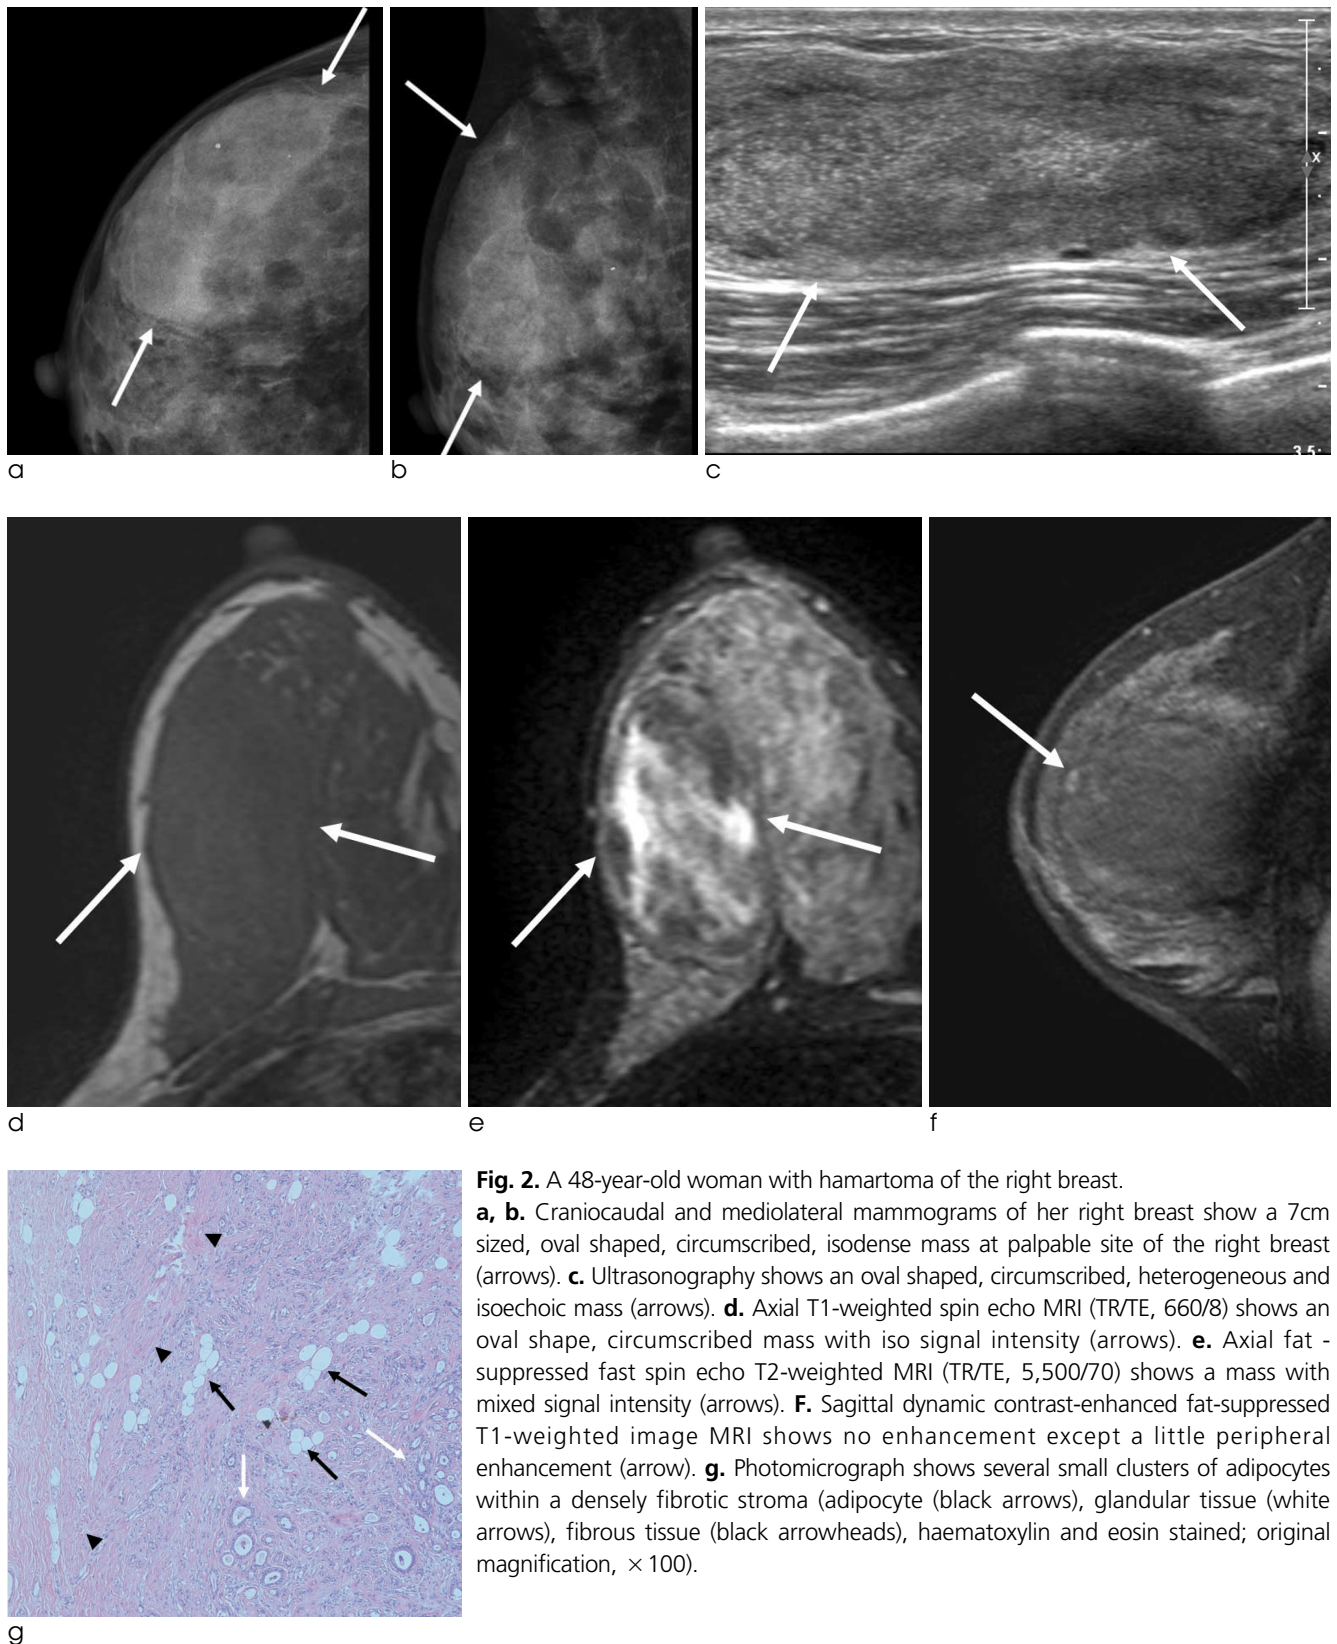 x
3.5:
a
b
c
d
e
f
Fig. 2. A 48-year-old woman with hamartoma of the right breast.
a, b. Craniocaudal and mediolateral mammograms of her right breast show a 7cm
sized, oval shaped, circumscribed, isodense mass at palpable site of the right breast
(arrows). c. Ultrasonography shows an oval shaped, circumscribed, heterogeneous and
isoechoic mass (arrows). d. Axial T1-weighted spin echo MRI (TR/TE, 660/8) shows an
oval shape, circumscribed mass with iso signal intensity (arrows). e. Axial fat -
suppressed fast spin echo T2-weighted MRI (TR/TE, 5,500/70) shows a mass with
mixed signal intensity (arrows). F. Sagittal dynamic contrast-enhanced fat-suppressed
T1-weighted image MRI shows no enhancement except a little peripheral
enhancement (arrow). g. Photomicrograph shows several small clusters of adipocytes
within a densely fibrotic stroma (adipocyte (black arrows), glandular tissue (white
arrows), fibrous tissue (black arrowheads), haematoxylin and eosin stained; original
magnification, × 100).
g